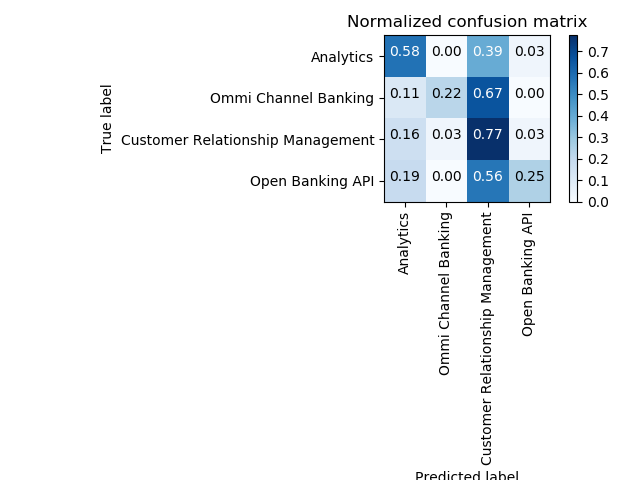 Normalized confusion matrix
True label
Analytics 0.58 0.00 0.39 0.03
Ommi Channel Banking 0.11 0.22 0.67 0.00
Customer Relationship Management 0.16 0.03 0.77 0.03
Open Banking API 0.19 0.00 0.56 0.25
0.7
0.6
0.5
0.4
0.3
0.2
0.1
0.0
Analytics
Ommi Channel Banking
Customer Relationship Management
Open Banking API
Predicted label